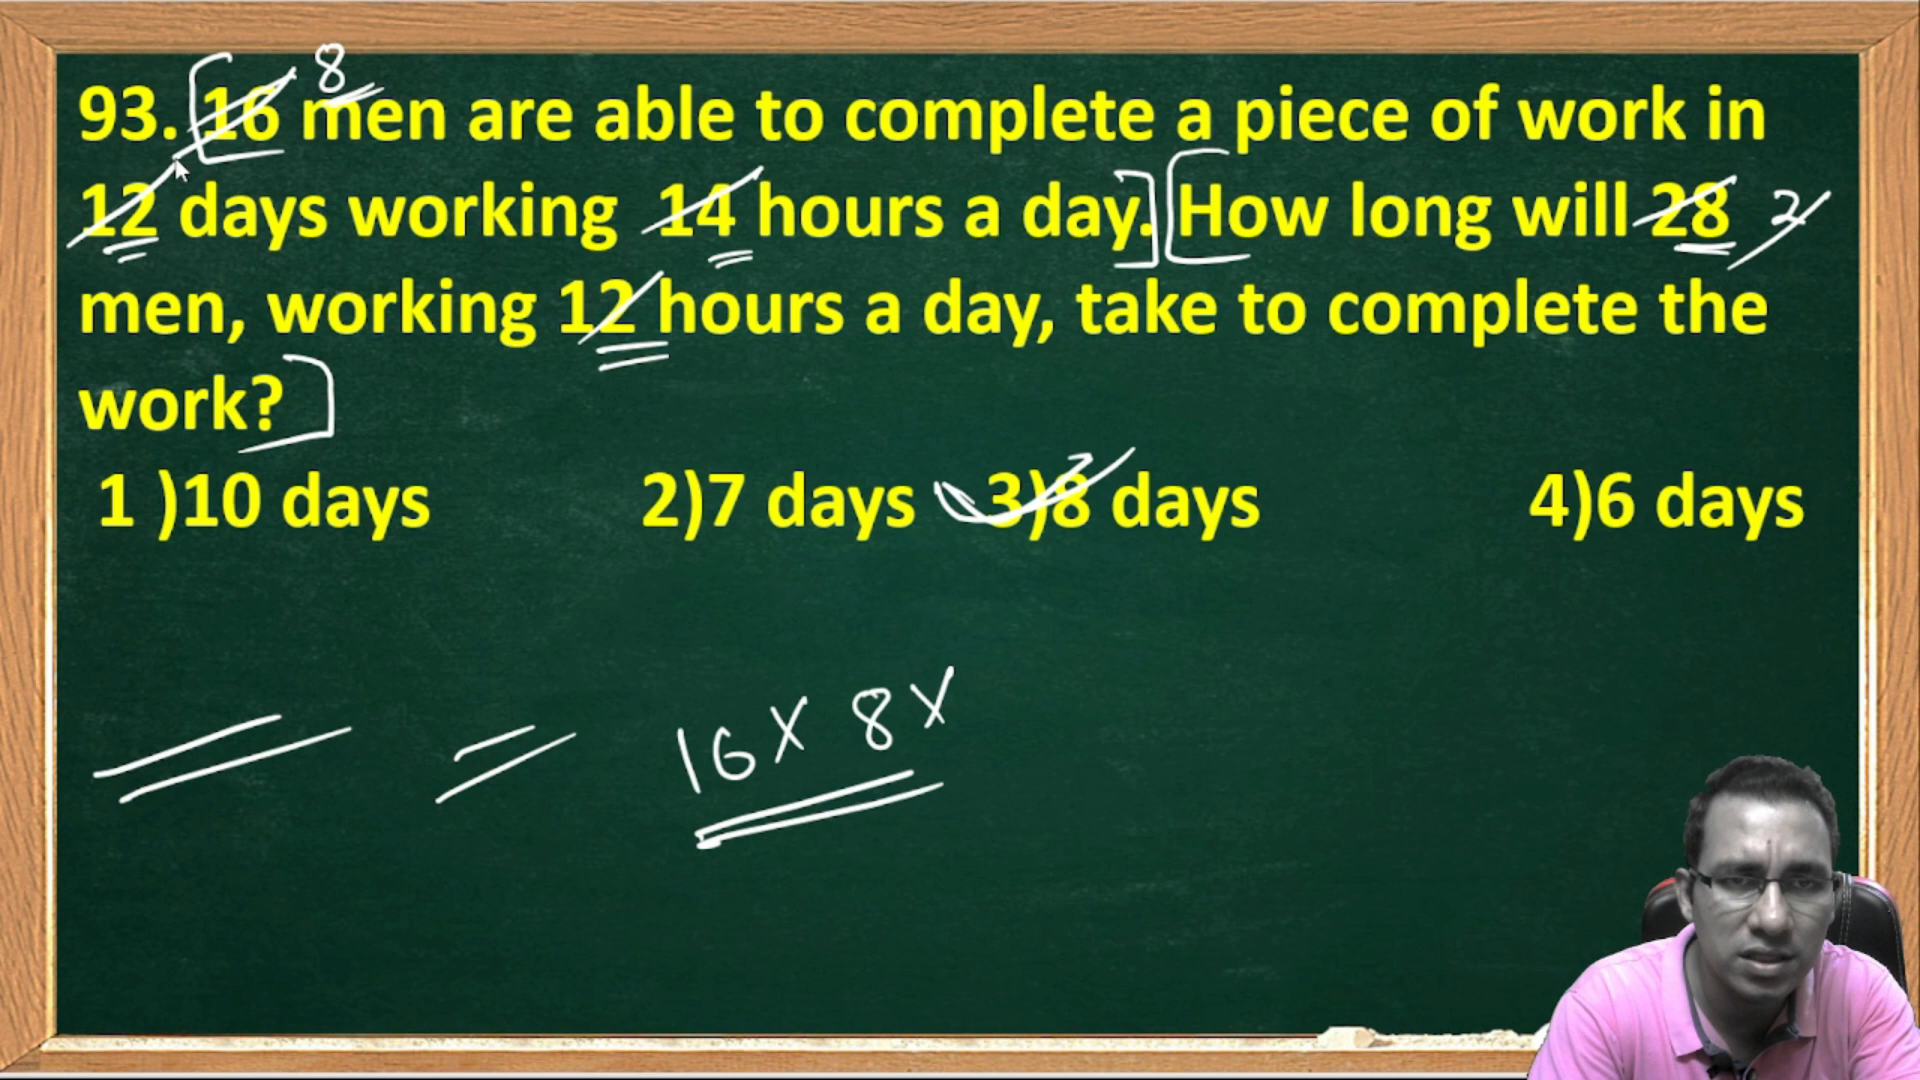 8
93. 16 men are able to complete a piece of work in
12 days working 14 hours a day. How long will 28 2
men, working 12 hours a day, take to complete the
work?
1 )10 days 2)7 days 3)8 days 4)6 days
16 x 8 x